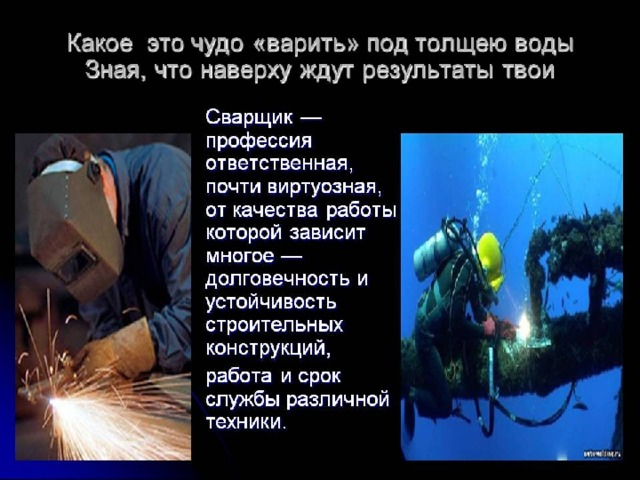 Какое это чудо «варить» под толщею воды
Зная, что наверху ждут результаты твои
Сварщик —
профессия
ответственная,
почти виртуозная,
от качества работы
которой зависит
многое —
долговечность и
устойчивость
строительных
конструкций,
работа и срок
службы различной
техники.